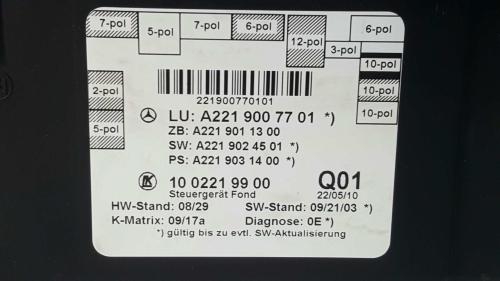 7-pol 7-pol 6-pol 6-pol
5-pol 12-pol
3-pol
10-pol
2-pol 10-pol
10-pol
5-pol
221900770101
LU: A221 900 77 01 *)
ZB: A221 901 13 00
SW: A221 902 45 01 *)
PS: A221 903 14 00 *)
10 0221 99 00 Q01
Steuergerät Fond 22/05/10
HW-Stand: 08/29 SW-Stand: 09/21/03 *)
K-Matrix: 09/17a Diagnose: 0E *)
*) gültig bis zu evtl. SW-Aktualisierung